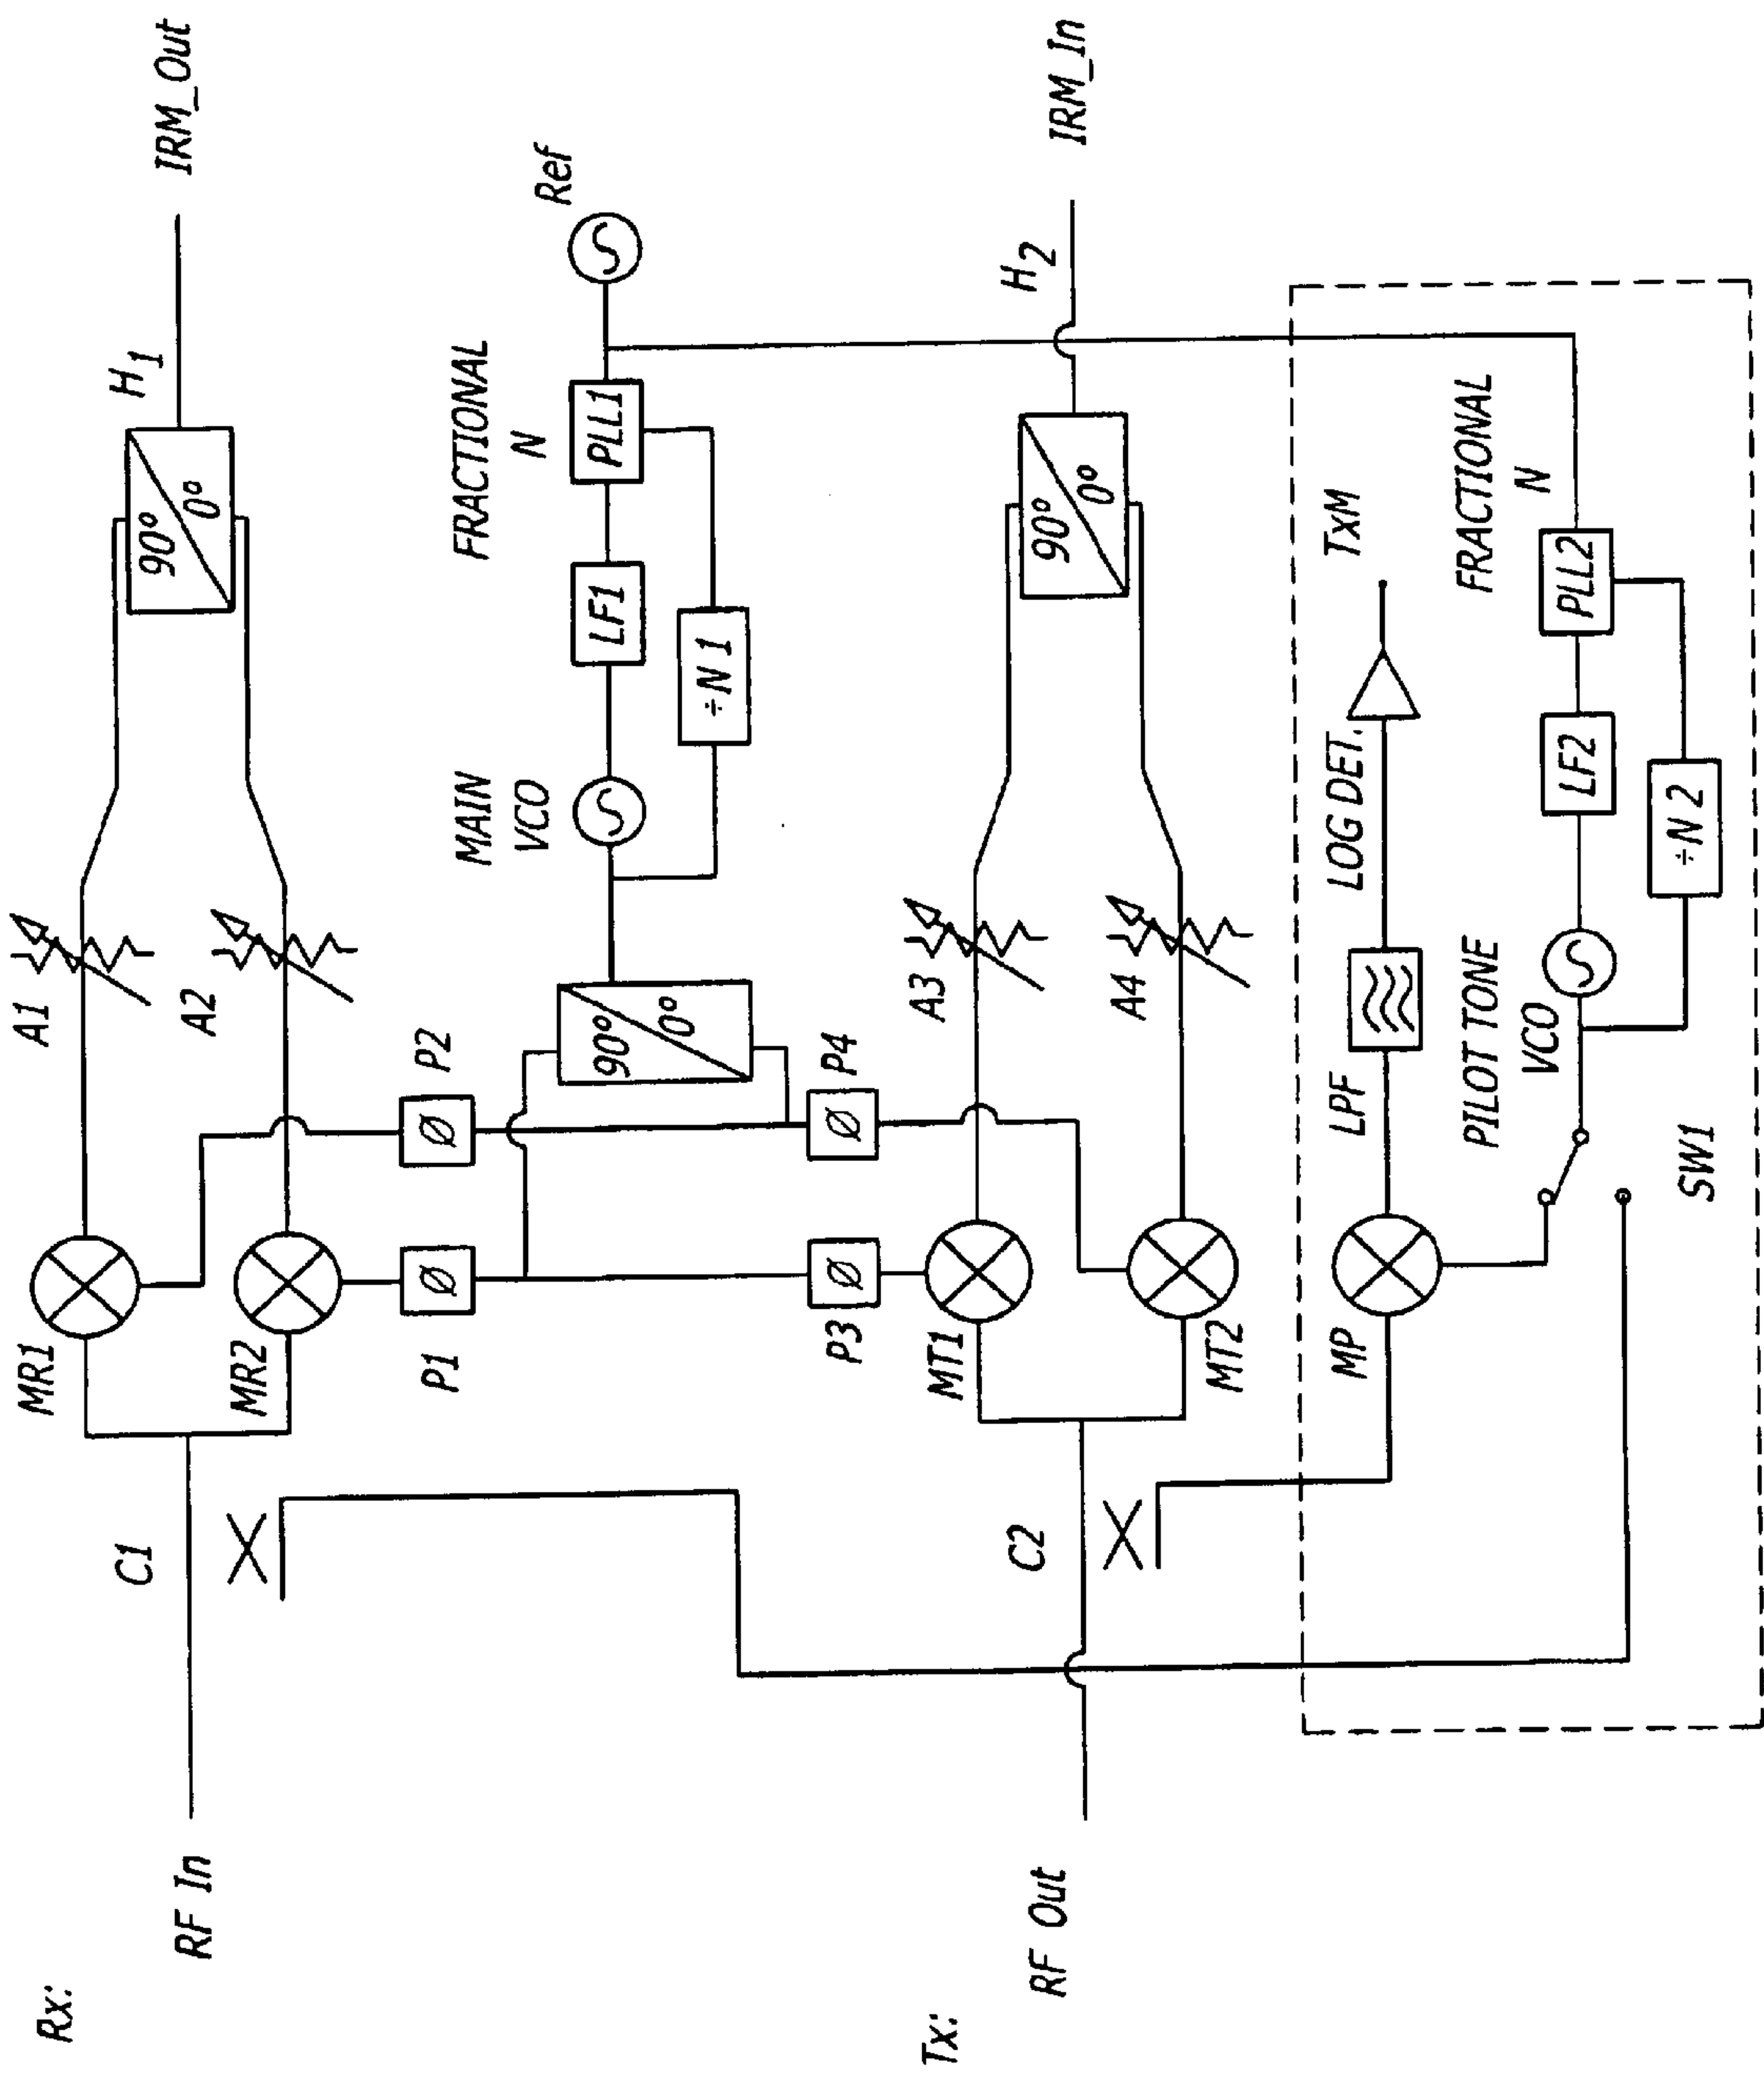 Rx:
RF In
C1
MR1
MR2
A1
A2
90°
0°
H1
IRM_Out
P1
P2
P3
P4
Ø
Ø
Ø
Ø
90°
0°
MAIN
VCO
LF1
÷N 1
FRACTIONAL
N
PLL1
Ref
Tx:
RF Out
C2
MT1
MT2
A3
A4
90°
0°
H2
IRM_In
MP
LPF
LOG DET.
TxM
PILOT TONE
VCO
SW1
LF2
÷N 2
FRACTIONAL
N
PLL2